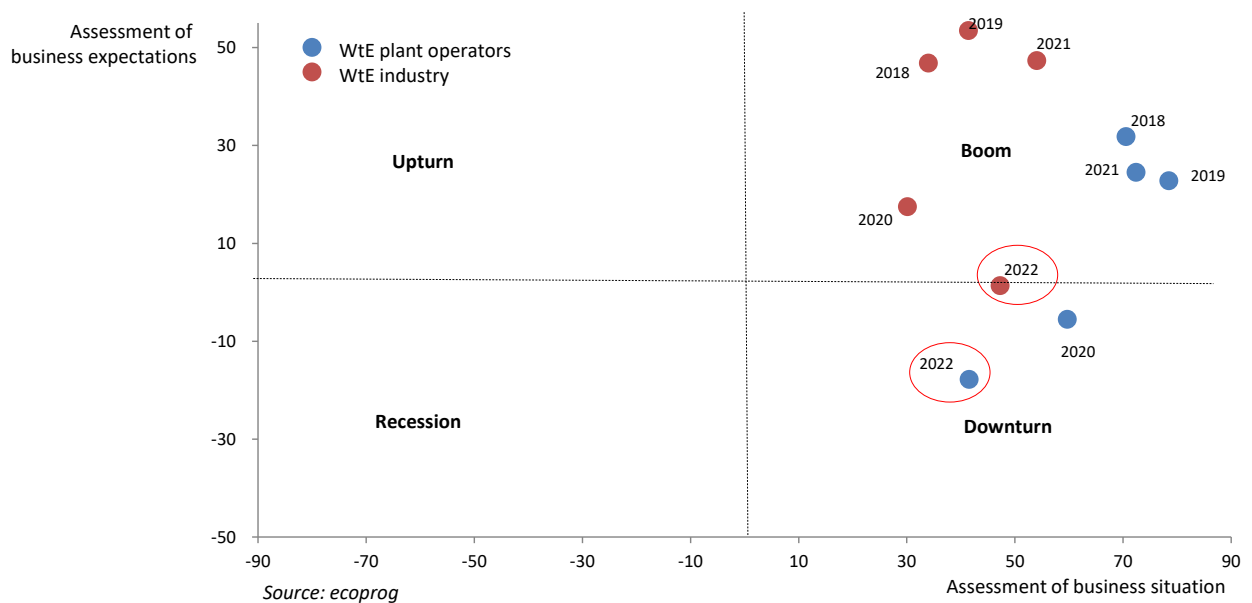 Assessment of
business expectations
50
30
10
-10
-30
-50
WtE plant operators
WtE industry
2019
2021
2018
2018
2021
2019
2020
2022
2020
2022
Upturn
Boom
Recession
Downturn
-90
-70
-50
-30
-10
10
30
50
70
90
Source: ecoprog
Assessment of business situation